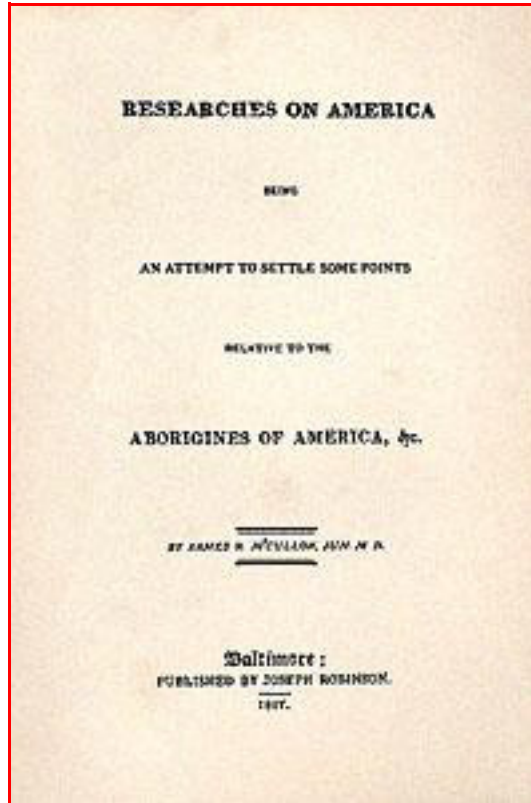 RESEARCHES ON AMERICA
BEING
AN ATTEMPT TO SETTLE SOME POINTS
RELATIVE TO THE
ABORIGINES OF AMERICA, &c.
BY JAMES H. M'CULLOH, JUN. M D.
Baltimore:
PUBLISHED BY JOSEPH ROBINSON.
1817.